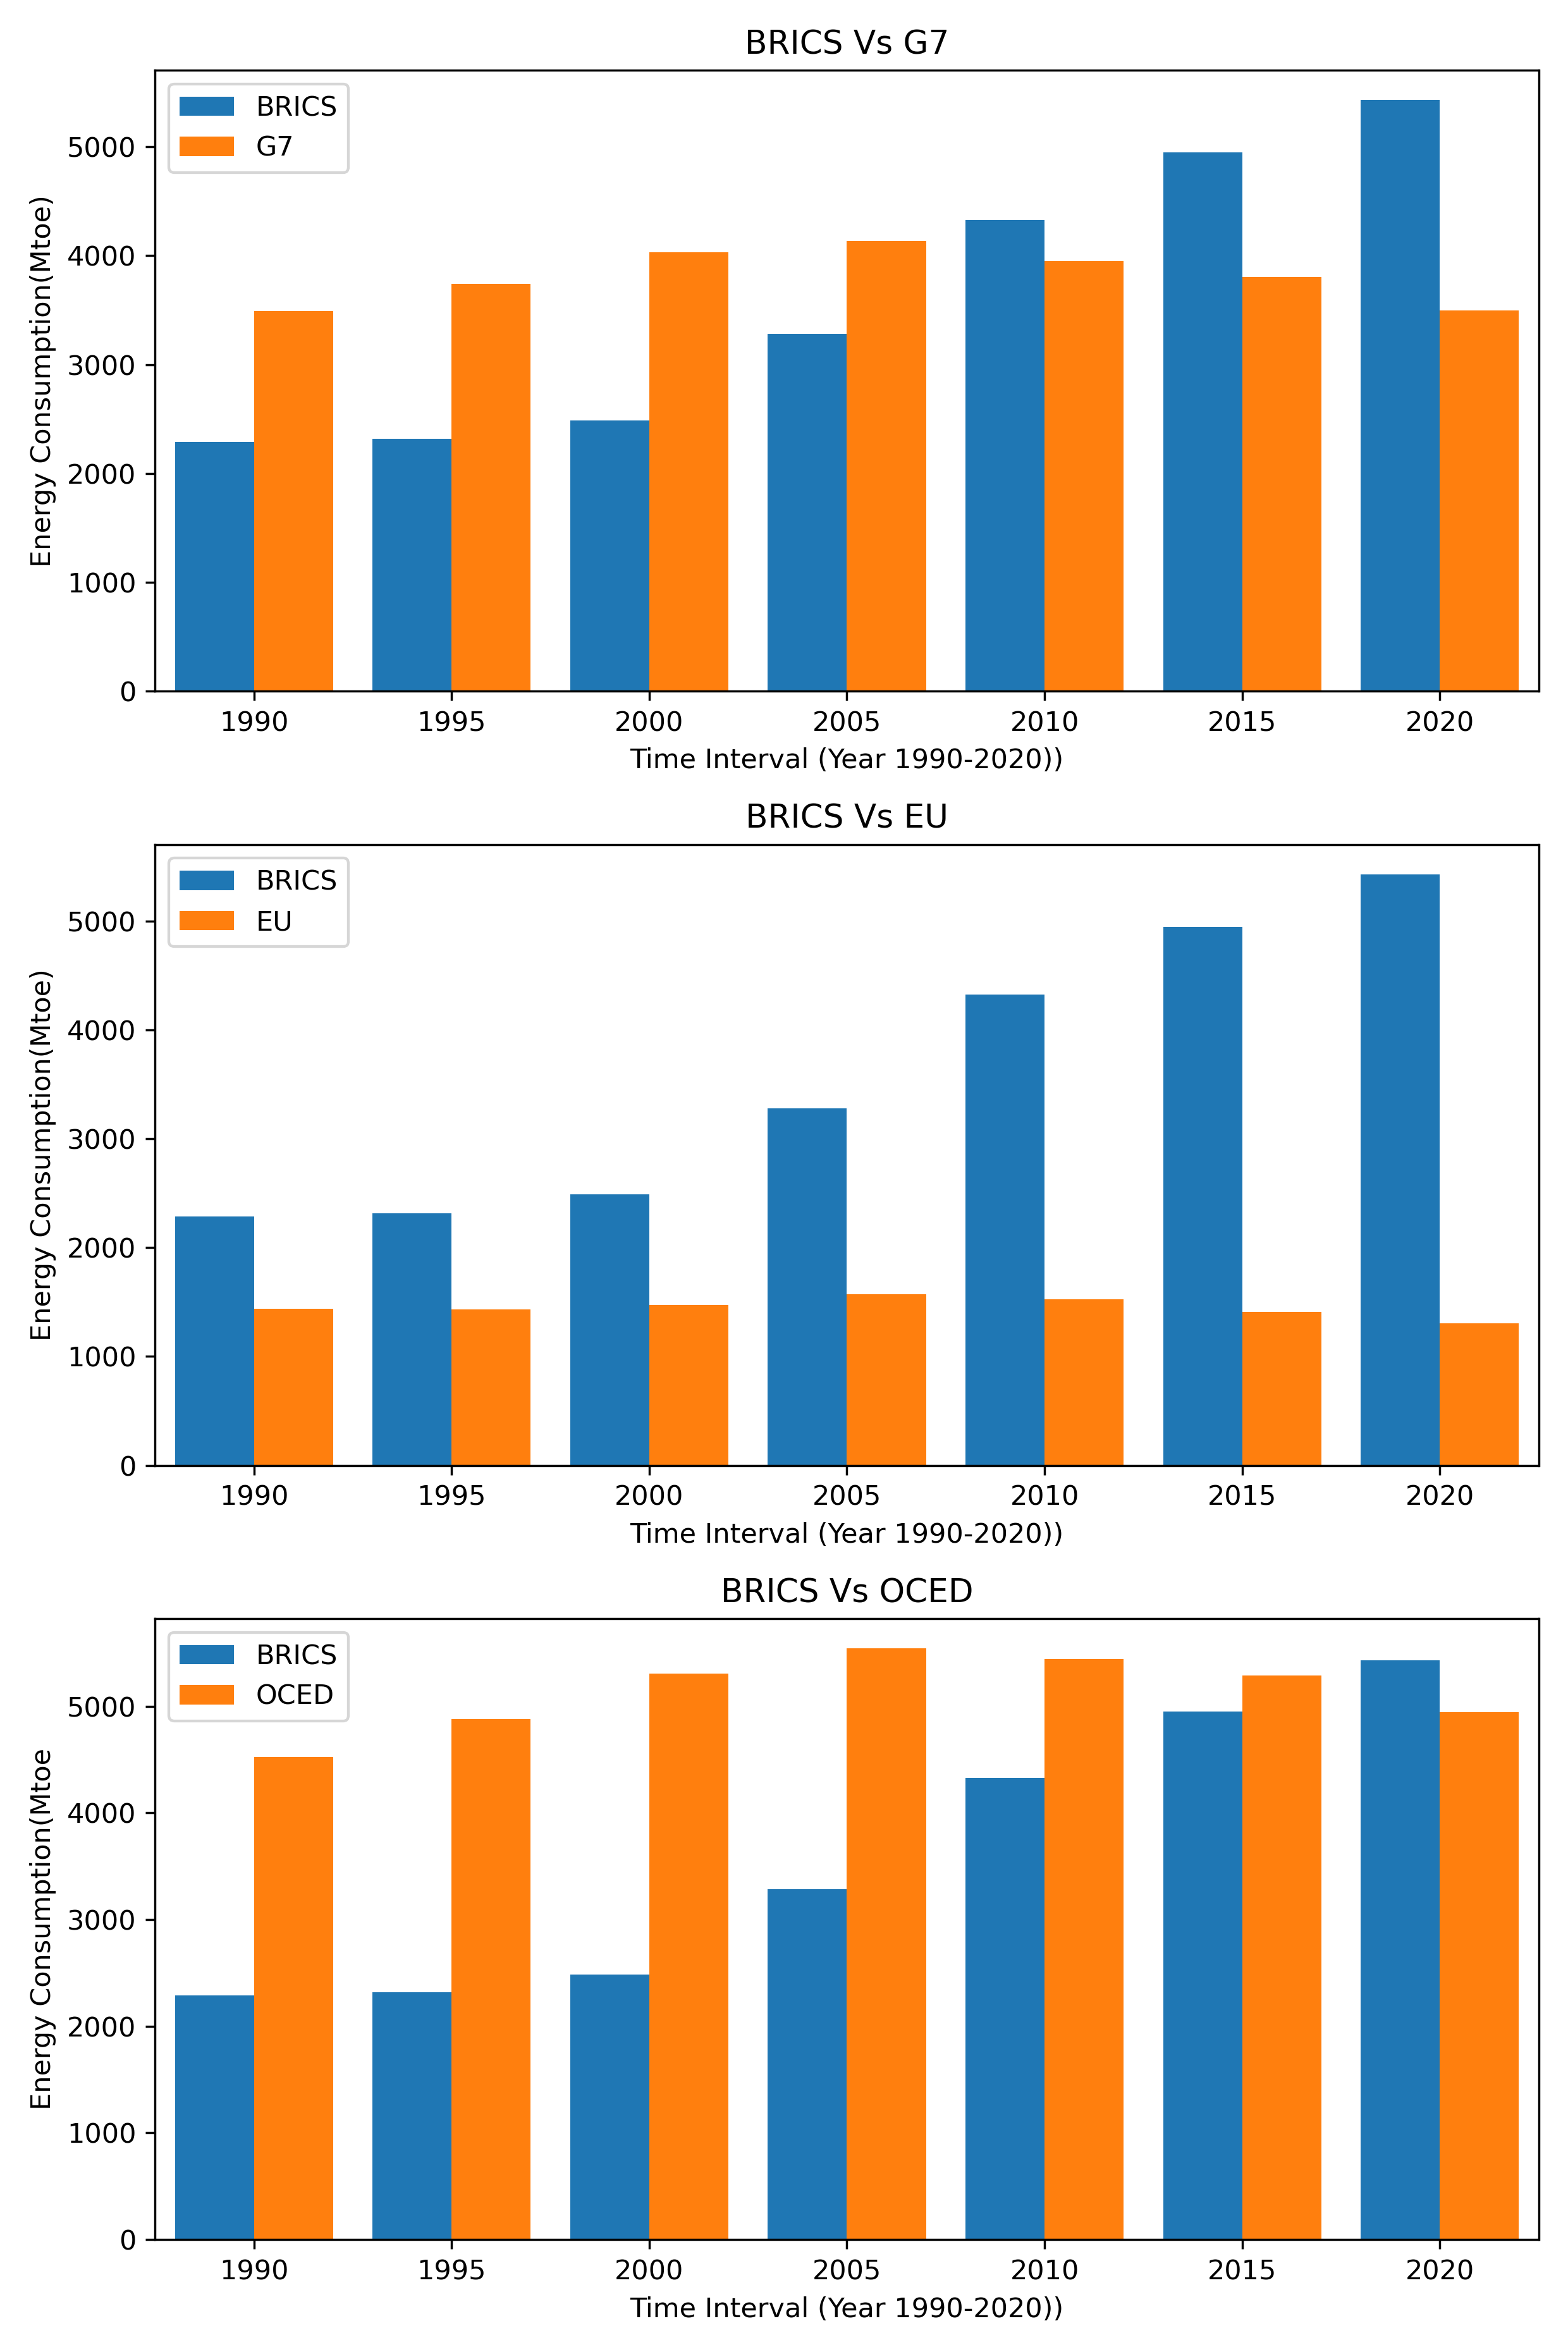 BRICS Vs G7
BRICS
G7
Energy Consumption(Mtoe)
5000
4000
3000
2000
1000
0
1990 1995 2000 2005 2010 2015 2020
Time Interval (Year 1990-2020))
BRICS Vs EU
BRICS
EU
Energy Consumption(Mtoe)
5000
4000
3000
2000
1000
0
1990 1995 2000 2005 2010 2015 2020
Time Interval (Year 1990-2020))
BRICS Vs OCED
BRICS
OCED
Energy Consumption(Mtoe
5000
4000
3000
2000
1000
0
1990 1995 2000 2005 2010 2015 2020
Time Interval (Year 1990-2020))